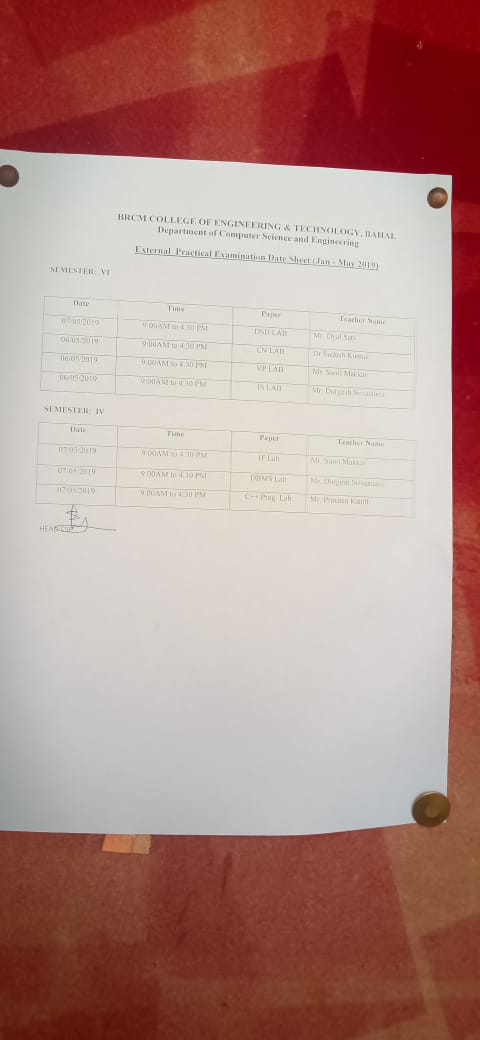 BRCM COLLEGE OF ENGINEERING & TECHNOLOGY, BAHAL
Department of Computer Science and Engineering
External Practical Examination Date Sheet (Jan - May 2019)
SEMESTER: VI
Date Time Paper Teacher Name
07/05/2019 9:00AM to 4:30 PM DSD LAB Mr. Dyal
06/05/2019 9:00AM to 4:30 PM CN LAB Dr Sudesh Kumar
06/05/2019 9:00AM to 4:30 PM VP LAB Mr. Sunil Makkar
06/05/2019 9:00AM to 4:30 PM IS LAB Mr. Durgesh
SEMESTER: IV
Date Time Paper Teacher Name
07/05/2019 9:00AM to 4:30 PM Lab Mr. Sunil Makkar
07/05/2019 9:00AM to 4:30 PM DBMS Lab Mr. Durgesh
07/05/2019 9:00AM to 4:30 PM C++ Prog. Lab Mr. Praveen
HEAD